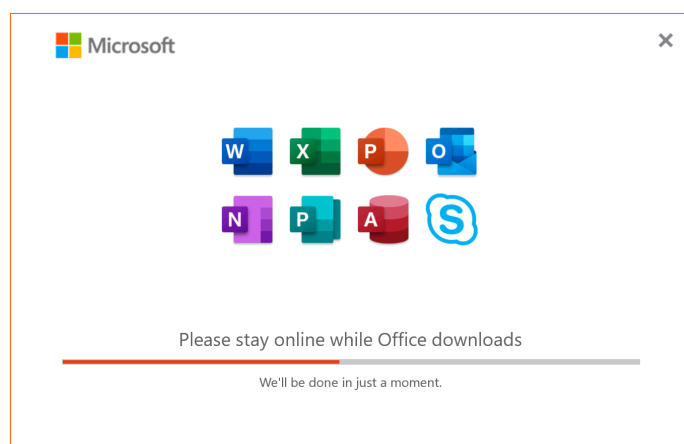 Microsoft
W X P O
N P A S
Please stay online while Office downloads
We'll be done in just a moment.